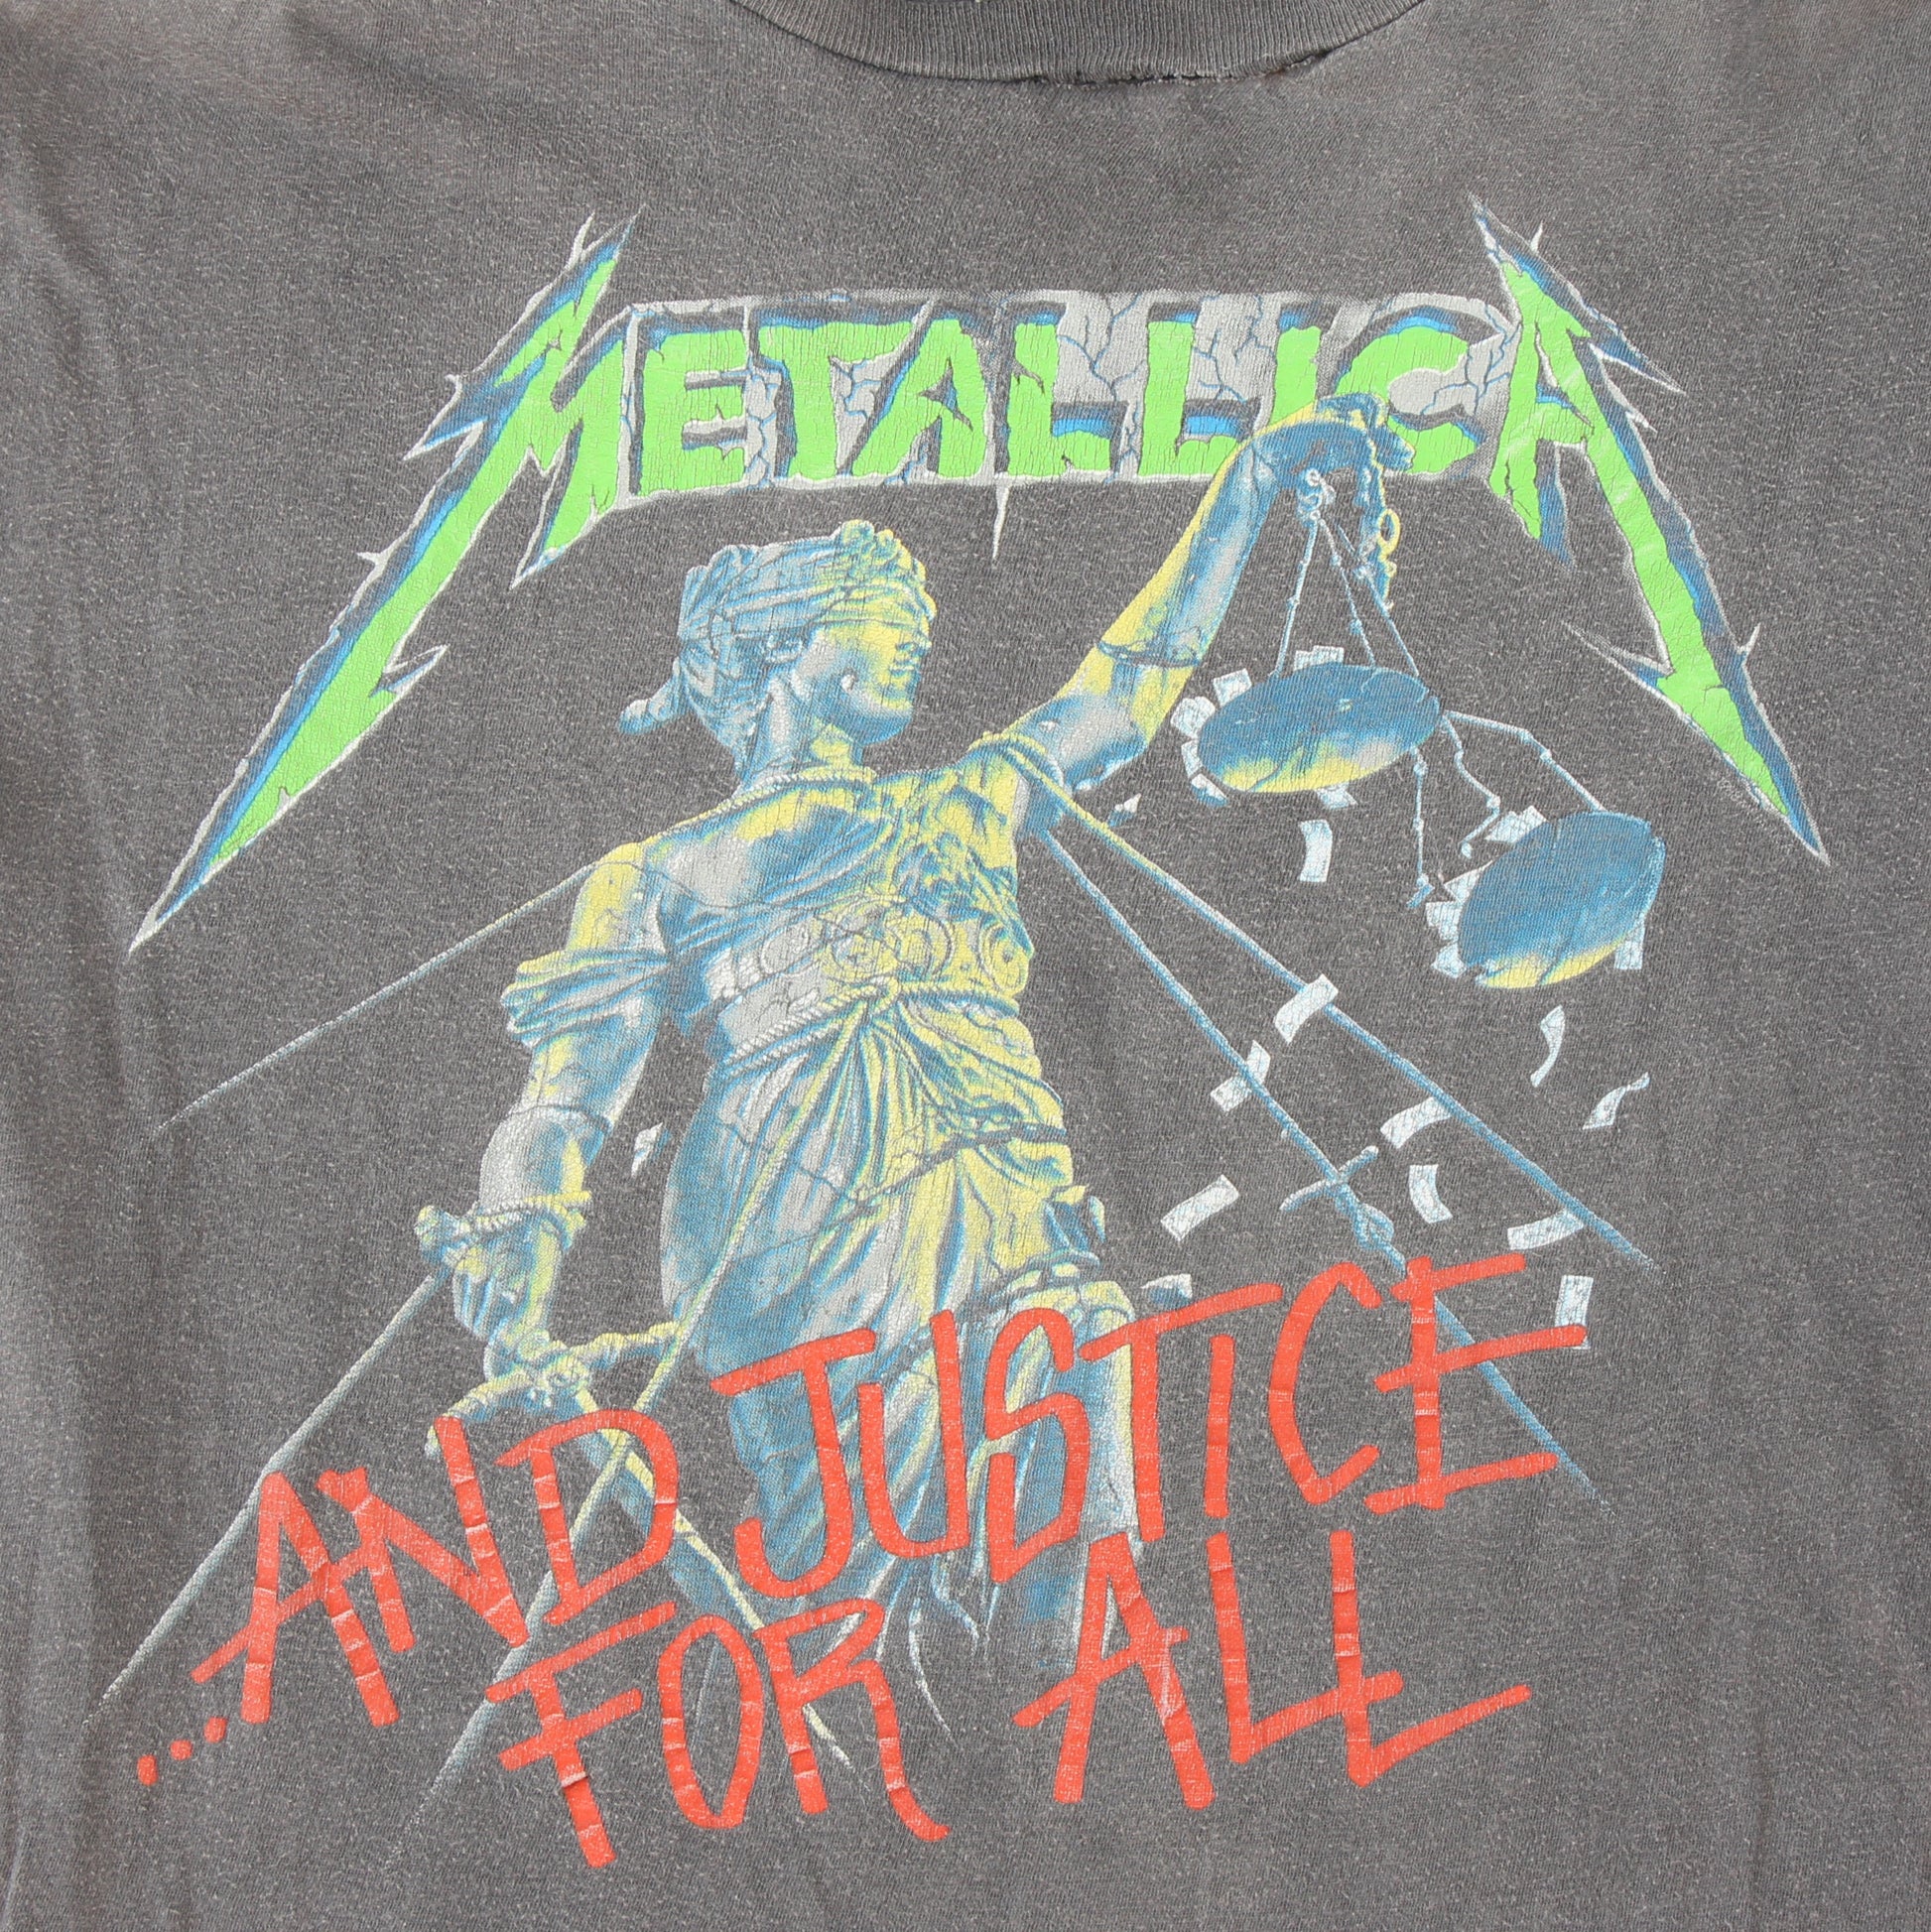 METALLICA
...AND JUSTICE
FOR ALL